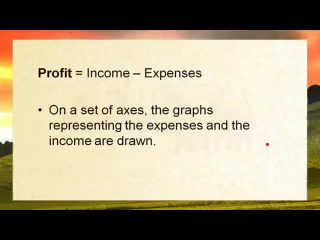 Profit = Income – Expenses
• On a set of axes, the graphs
representing the expenses and the
income are drawn.